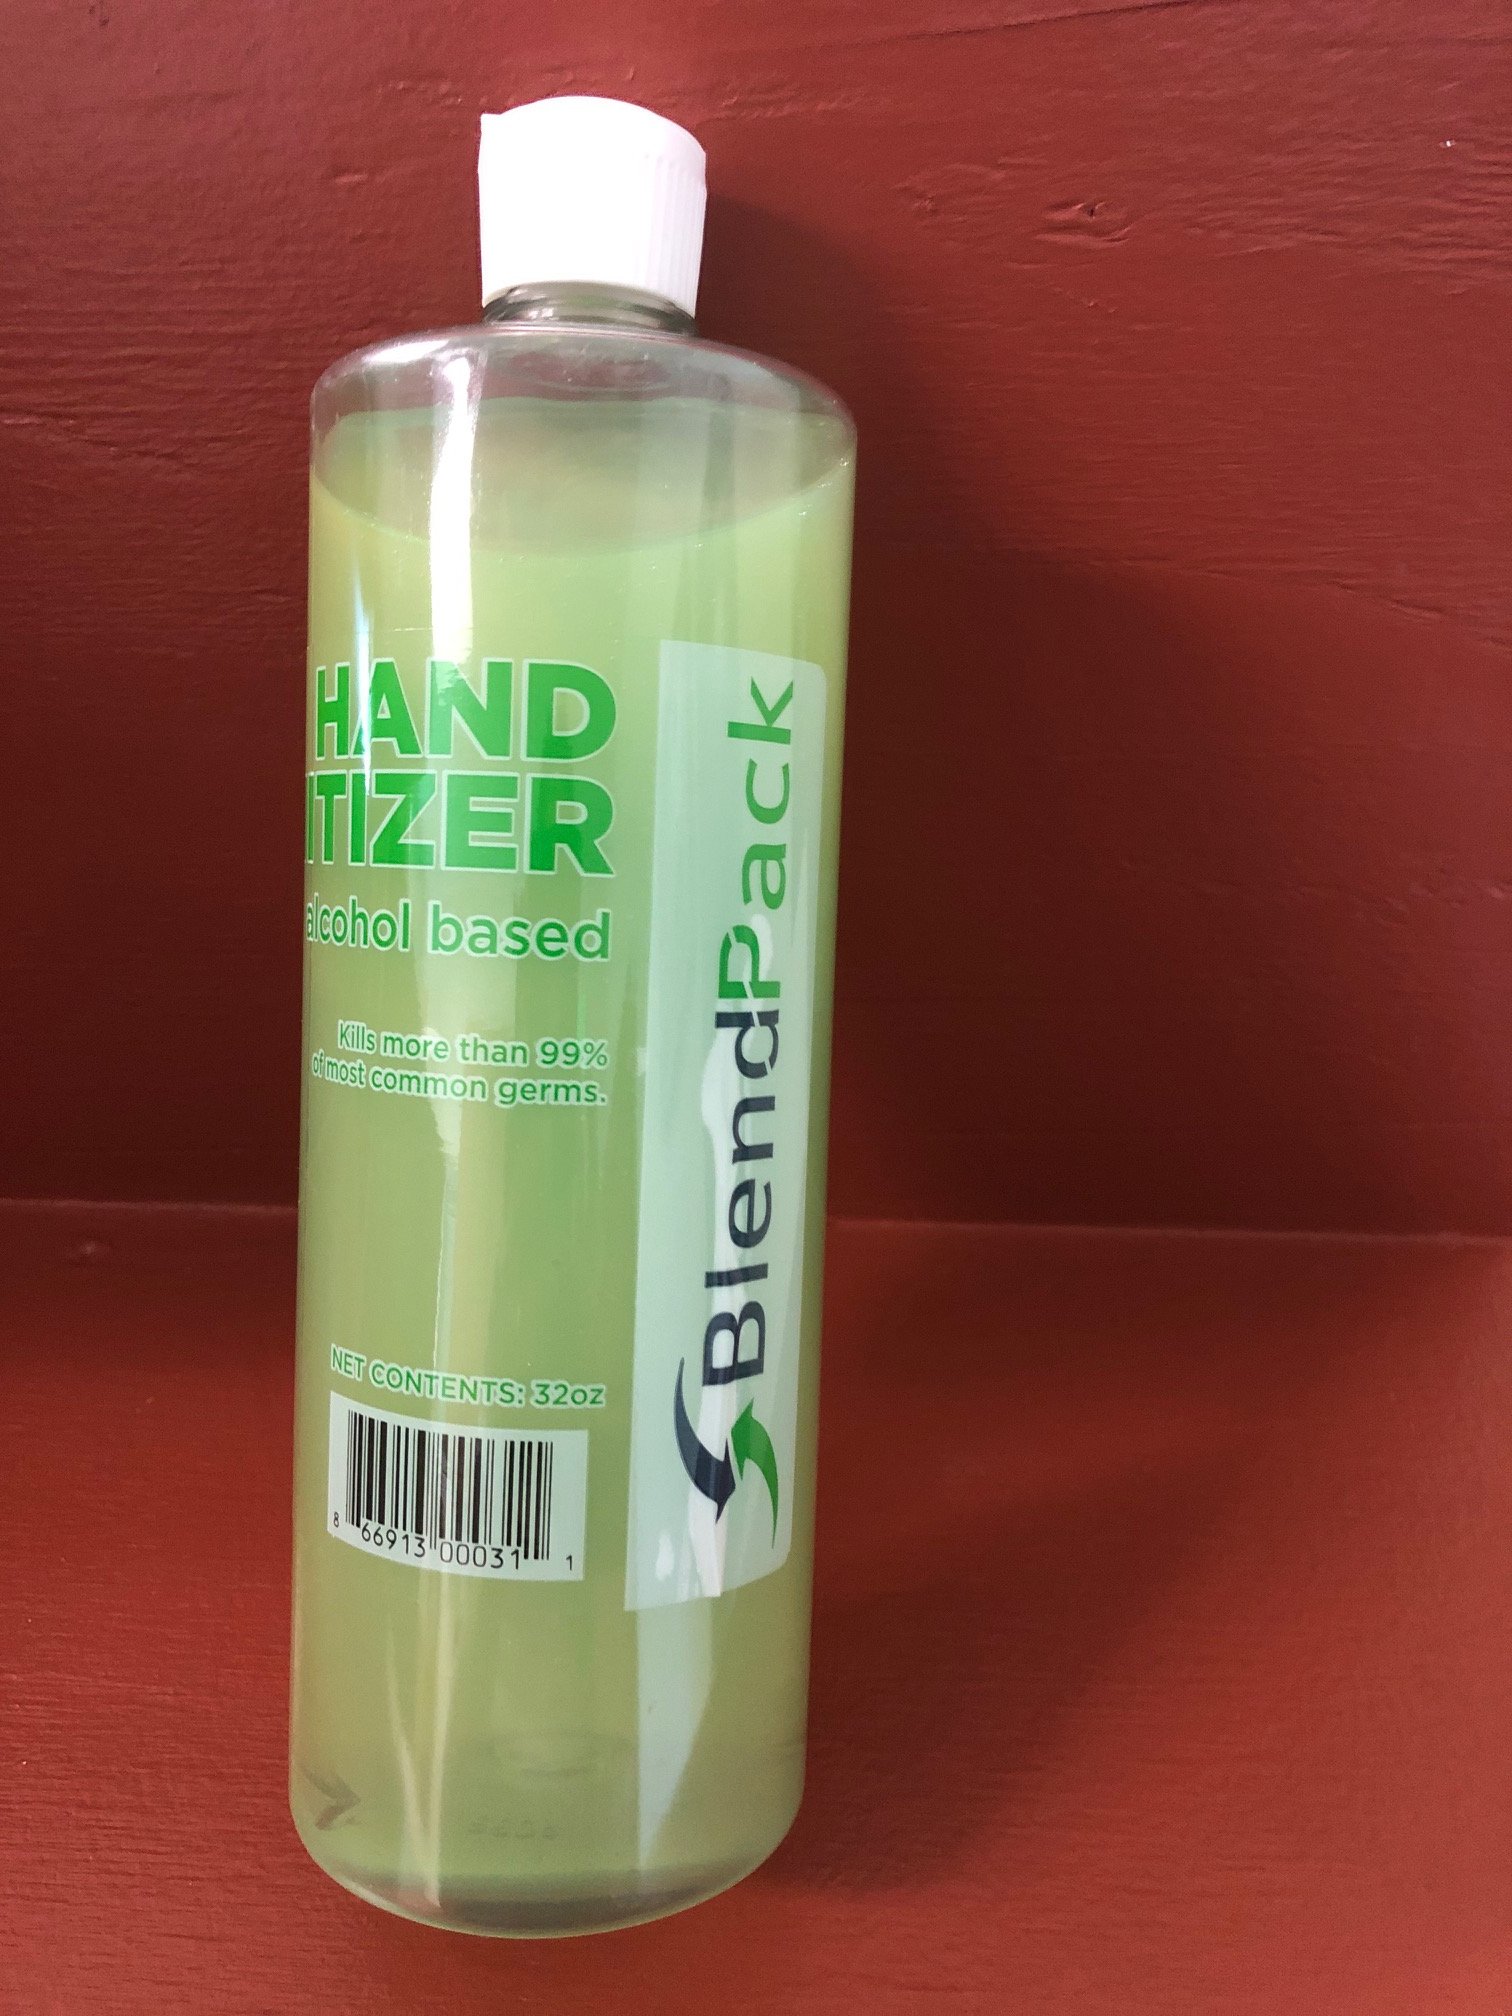 HAND
ITIZER
alcohol based
Kills more than 99%
of most common germs.
NET CONTENTS: 32oz
8 66913 00031 1
BlendPack